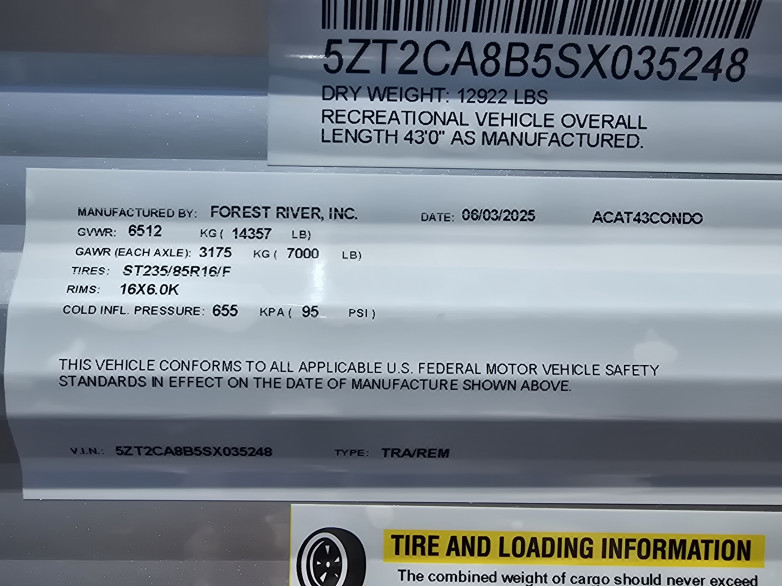 5ZT2CA8B5SX035248
DRY WEIGHT: 12922 LBS
RECREATIONAL VEHICLE OVERALL
LENGTH 43'0" AS MANUFACTURED.
MANUFACTURED BY: FOREST RIVER, INC. DATE: 06/03/2025 ACAT43CONDO
GVWR: 6512 KG ( 14357 LB)
GAWR (EACH AXLE): 3175 KG ( 7000 LB)
TIRES: ST235/85R16/F
RIMS: 16X6.0K
COLD INFL. PRESSURE: 655 KPA ( 95 PSI )
THIS VEHICLE CONFORMS TO ALL APPLICABLE U.S. FEDERAL MOTOR VEHICLE SAFETY
STANDARDS IN EFFECT ON THE DATE OF MANUFACTURE SHOWN ABOVE.
V.I.N.: 5ZT2CA8B5SX035248 TYPE: TRA/REM
TIRE AND LOADING INFORMATION
The combined weight of cargo should never exceed